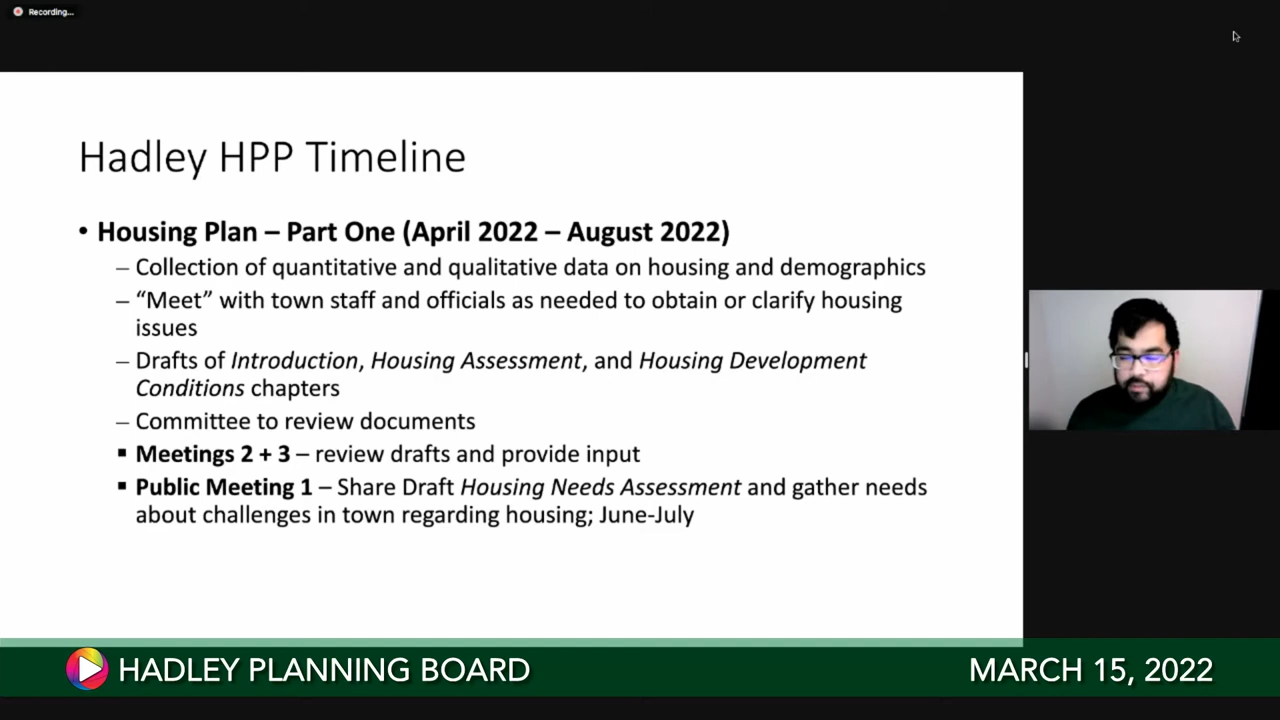 Recording...
Hadley HPP Timeline
• Housing Plan – Part One (April 2022 – August 2022)
– Collection of quantitative and qualitative data on housing and demographics
– “Meet” with town staff and officials as needed to obtain or clarify housing
issues
– Drafts of Introduction, Housing Assessment, and Housing Development
Conditions chapters
– Committee to review documents
▪ Meetings 2 + 3 – review drafts and provide input
▪ Public Meeting 1 – Share Draft Housing Needs Assessment and gather needs
about challenges in town regarding housing; June-July
HADLEY PLANNING BOARD
MARCH 15, 2022